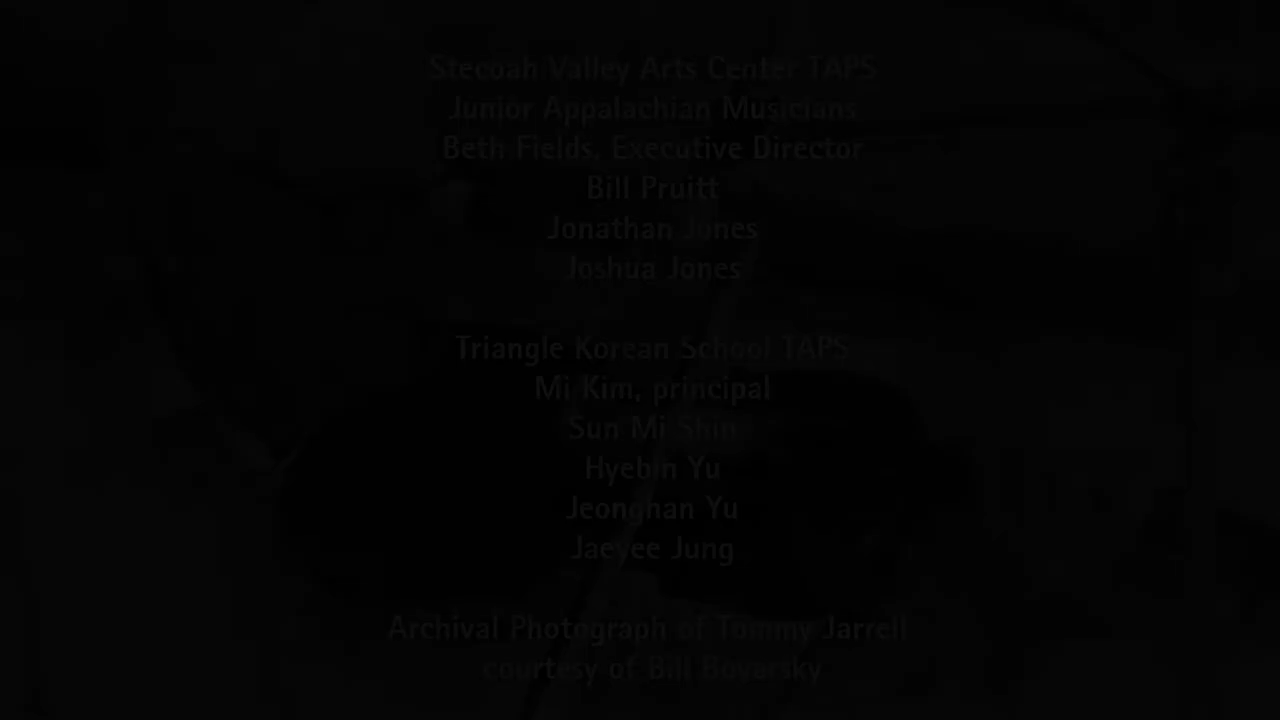 Stecoah Valley Arts Center TAPS
Junior Appalachian Musicians
Beth Fields, Executive Director
Bill Pruitt
Jonathan Jones
Joshua Jones
Triangle Korean School TAPS
Mi Kim, principal
Sun Mi Shin
Hyebin Yu
Jeonghan Yu
Jaeyee Jung
Archival Photograph of Tommy Jarrell
courtesy of Bill Boyarsky